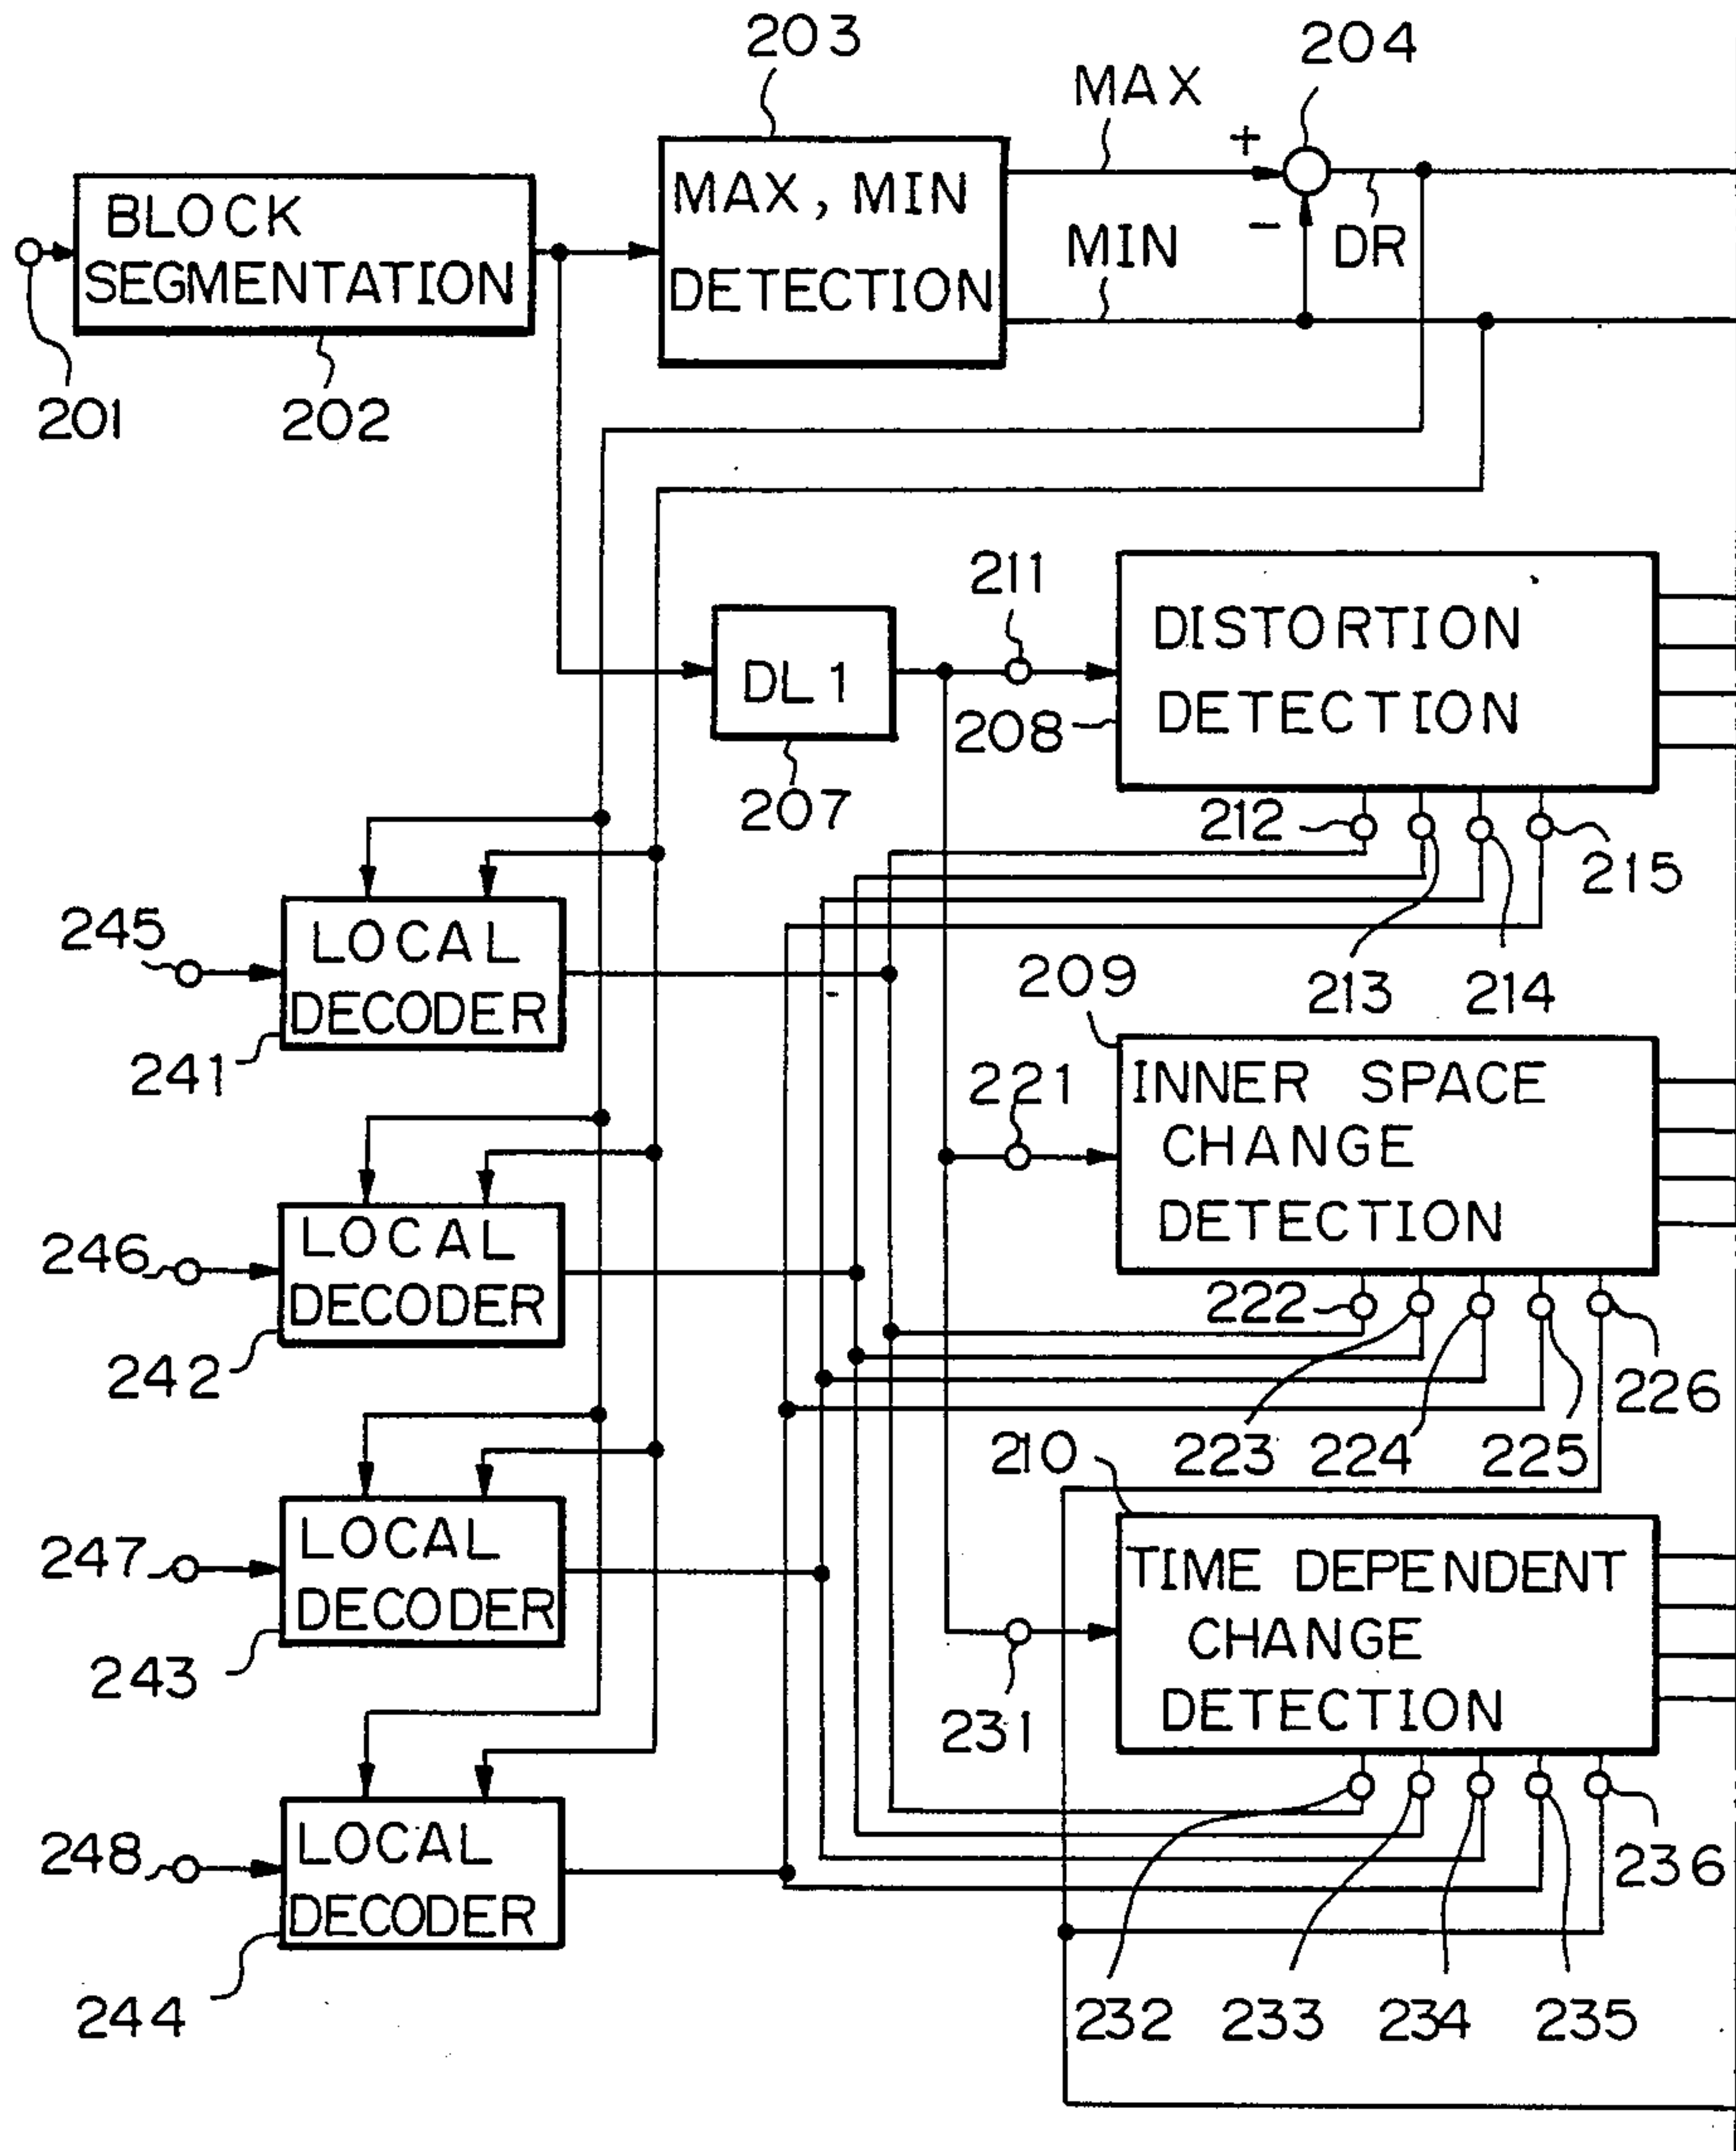 203
204
MAX
+
MAX, MIN
DETECTION
BLOCK
SEGMENTATION
-
MIN
DR
201
202
211
DISTORTION
DETECTION
DL1
208
207
212
215
245
LOCAL
DECODER
209
213
214
241
221
INNER SPACE
CHANGE
DETECTION
246
LOCAL
DECODER
222
242
226
223
224
225
210
247
LOCAL
DECODER
TIME DEPENDENT
CHANGE
DETECTION
243
231
248
LOCAL
DECODER
236
244
232
233
234
235